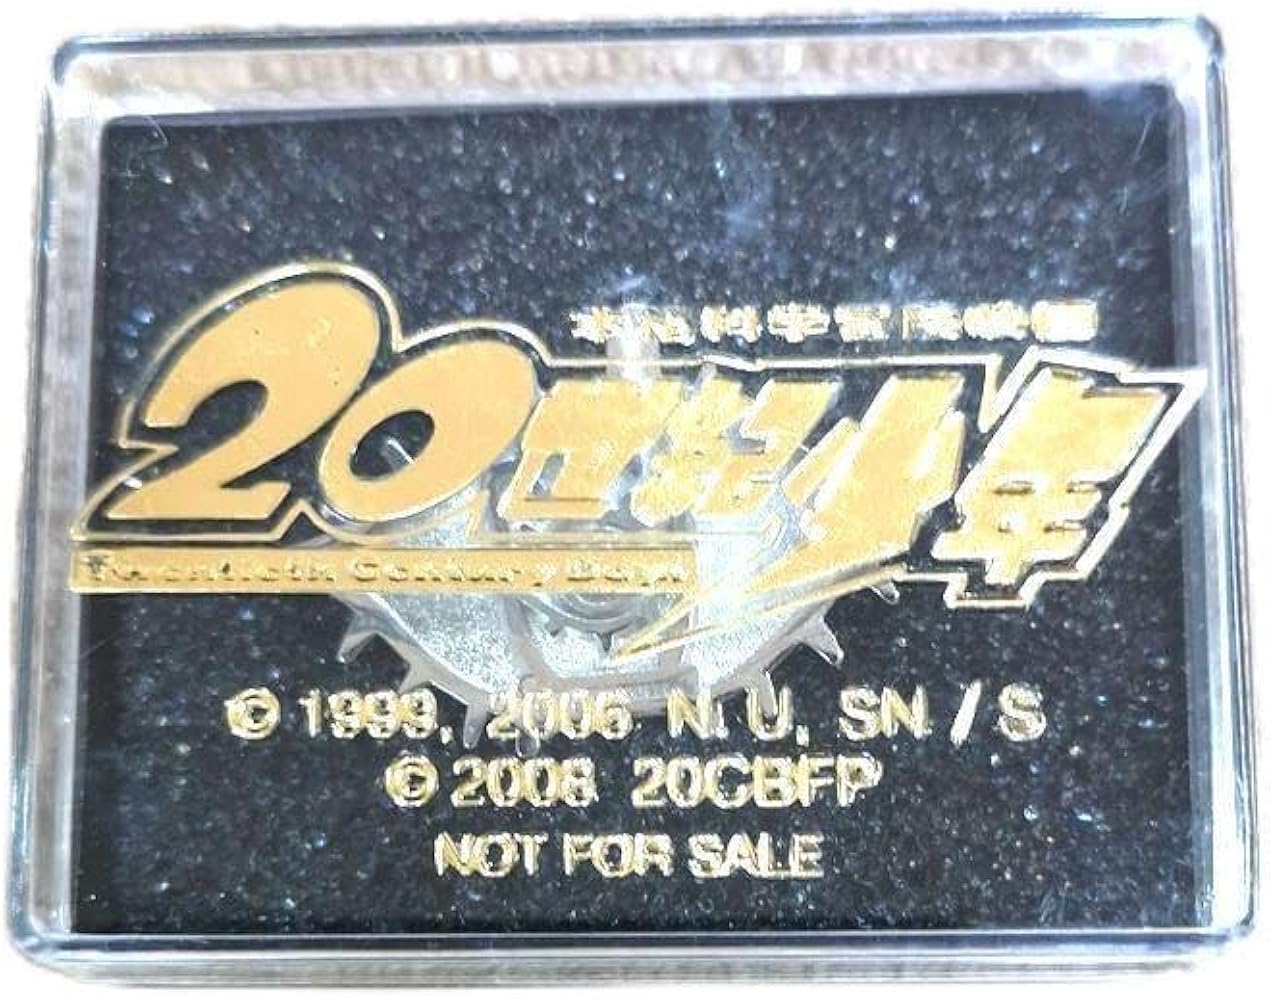 本格科学冒険映画
20世紀少年
Twentieth Century Boys
© 1999, 2006 N. U, SN / S
© 2008 20CBFP
NOT FOR SALE